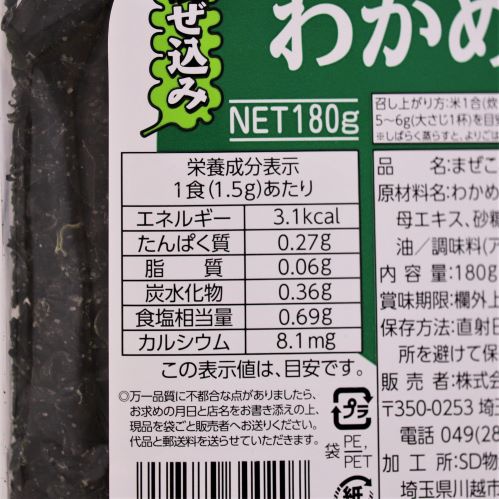 ぜ込み
わかめ
NET180g
召し上がり方:米1合(炊
5～6g(大さじ1杯)を目
※しばらく蒸らすと、よりご
栄養成分表示
1食(1.5g)あたり
エネルギー 3.1kcal
たんぱく質 0.27g
脂 質 0.06g
炭水化物 0.36g
食塩相当量 0.69g
カルシウム 8.1mg
この表示値は、目安です。
◎万一品質に不都合な点がありましたら、
お求めの月日と店名をお書き添えの上、
現品を袋ごと販売者へお送りください。
代品と郵送料を送らせていただきます。
プラ
袋 PE,
PET
紙
品 名:まぜこ
原材料名:わかめ
母エキス、砂糖
油／調味料(ア
内 容 量:180g
賞味期限:欄外上
保存方法:直射日
所を避けて保
販 売 者:株式会
〒350-0253 埼
電話 049(28
加 工 所:SD物
埼玉県川越市